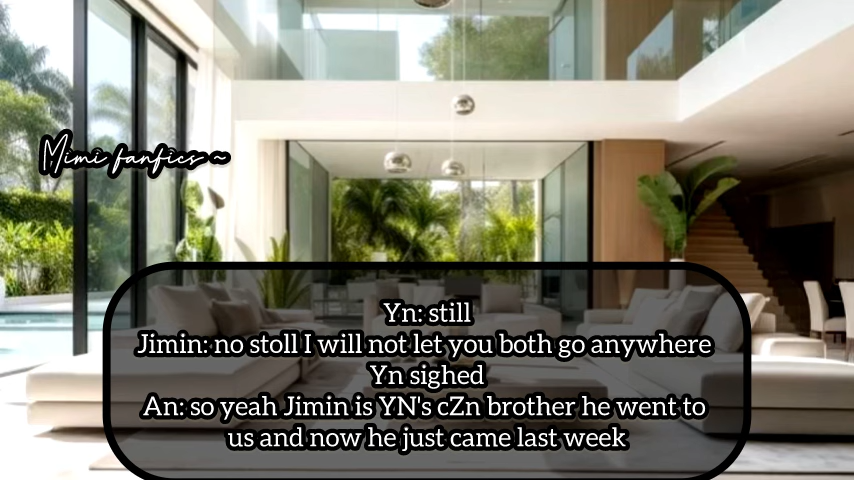 Mimi fanfics ~
Yn: still
Jimin: no stoll I will not let you both go anywhere
Yn sighed
An: so yeah Jimin is YN's cZn brother he went to
us and now he just came last week